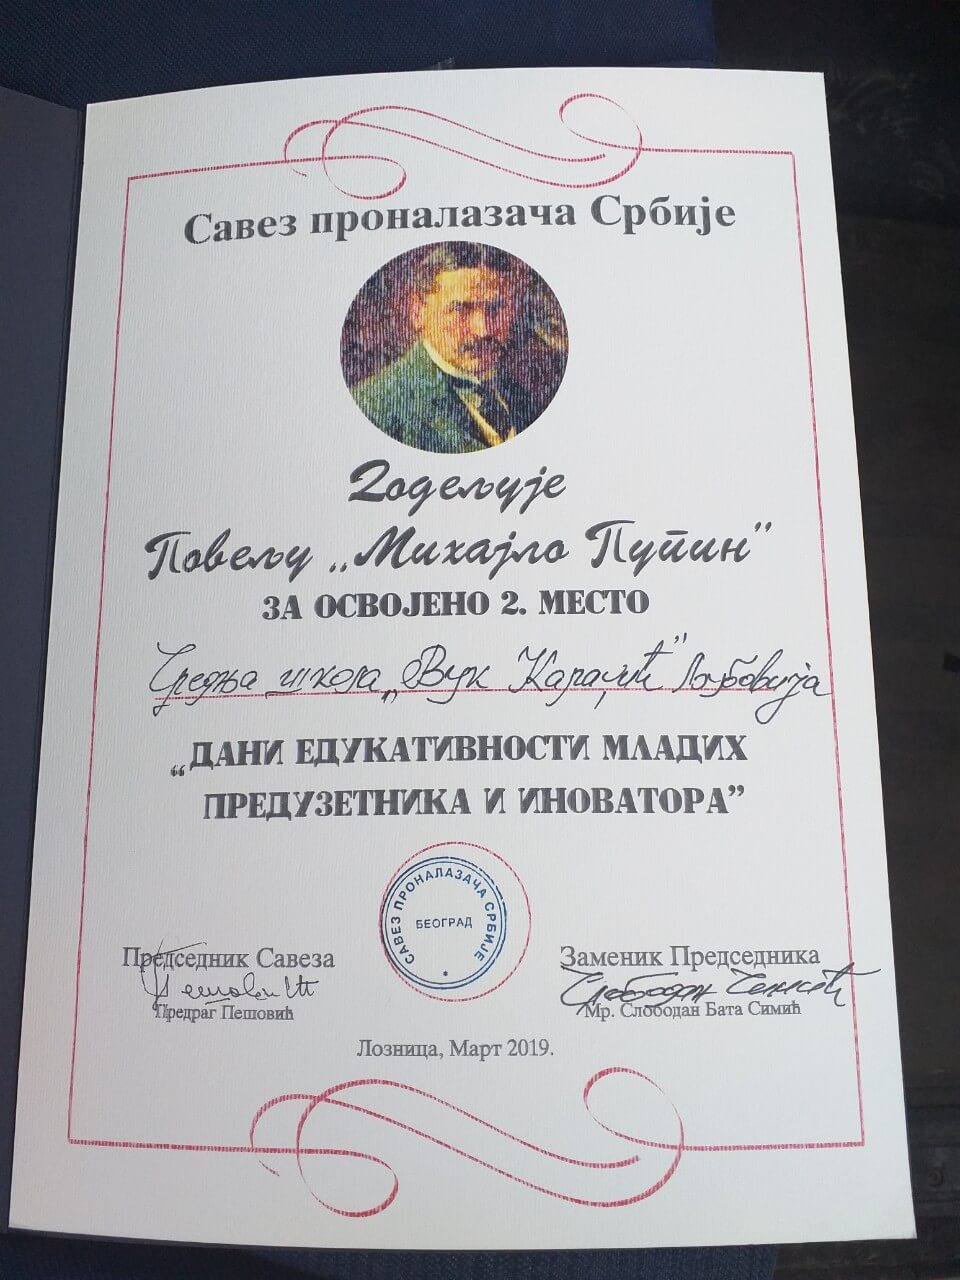 Савез проналазача Србије
Додељује
Повељу „Михајло Пупин”
ЗА ОСВОЈЕНО 2. МЕСТО
Средња школа „Вук Караџић” Љубовија
„ДАНИ ЕДУКАТИВНОСТИ МЛАДИХ
ПРЕДУЗЕТНИКА И ИНОВАТОРА”
САВЕЗ ПРОНАЛАЗАЧА СРБИЈЕ
БЕОГРАД
Председник Савеза
Предраг Пешовић
Заменик Председника
Слободан Симић
Мр. Слободан Бата Симић
Лозница, Март 2019.